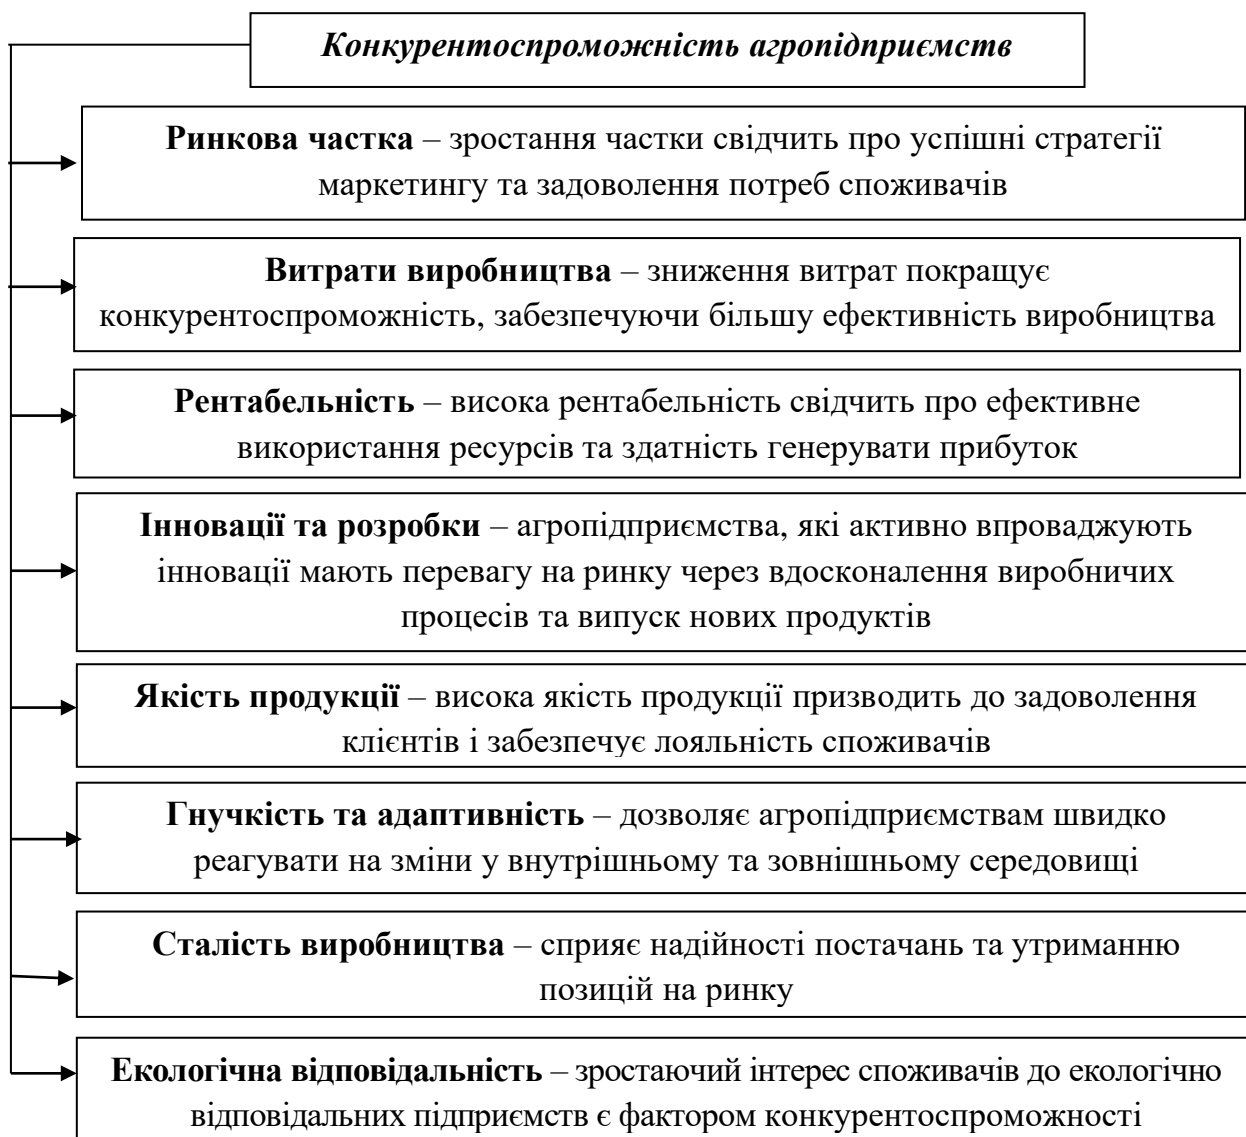 Конкурентоспроможність агропідприємств
Ринкова частка – зростання частки свідчить про успішні стратегії
маркетингу та задоволення потреб споживачів
Витрати виробництва – зниження витрат покращує
конкурентоспроможність, забезпечуючи більшу ефективність виробництва
Рентабельність – висока рентабельність свідчить про ефективне
використання ресурсів та здатність генерувати прибуток
Інновації та розробки – агропідприємства, які активно впроваджують
інновації мають перевагу на ринку через вдосконалення виробничих
процесів та випуск нових продуктів
Якість продукції – висока якість продукції призводить до задоволення
клієнтів і забезпечує лояльність споживачів
Гнучкість та адаптивність – дозволяє агропідприємствам швидко
реагувати на зміни у внутрішньому та зовнішньому середовищі
Сталість виробництва – сприяє надійності постачань та утриманню
позицій на ринку
Екологічна відповідальність – зростаючий інтерес споживачів до екологічно
відповідальних підприємств є фактором конкурентоспроможності